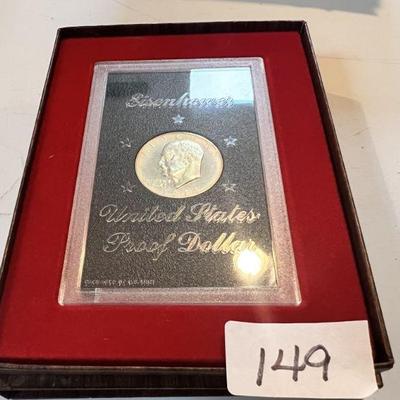 Eisenhower
United States
Proof Dollar
149